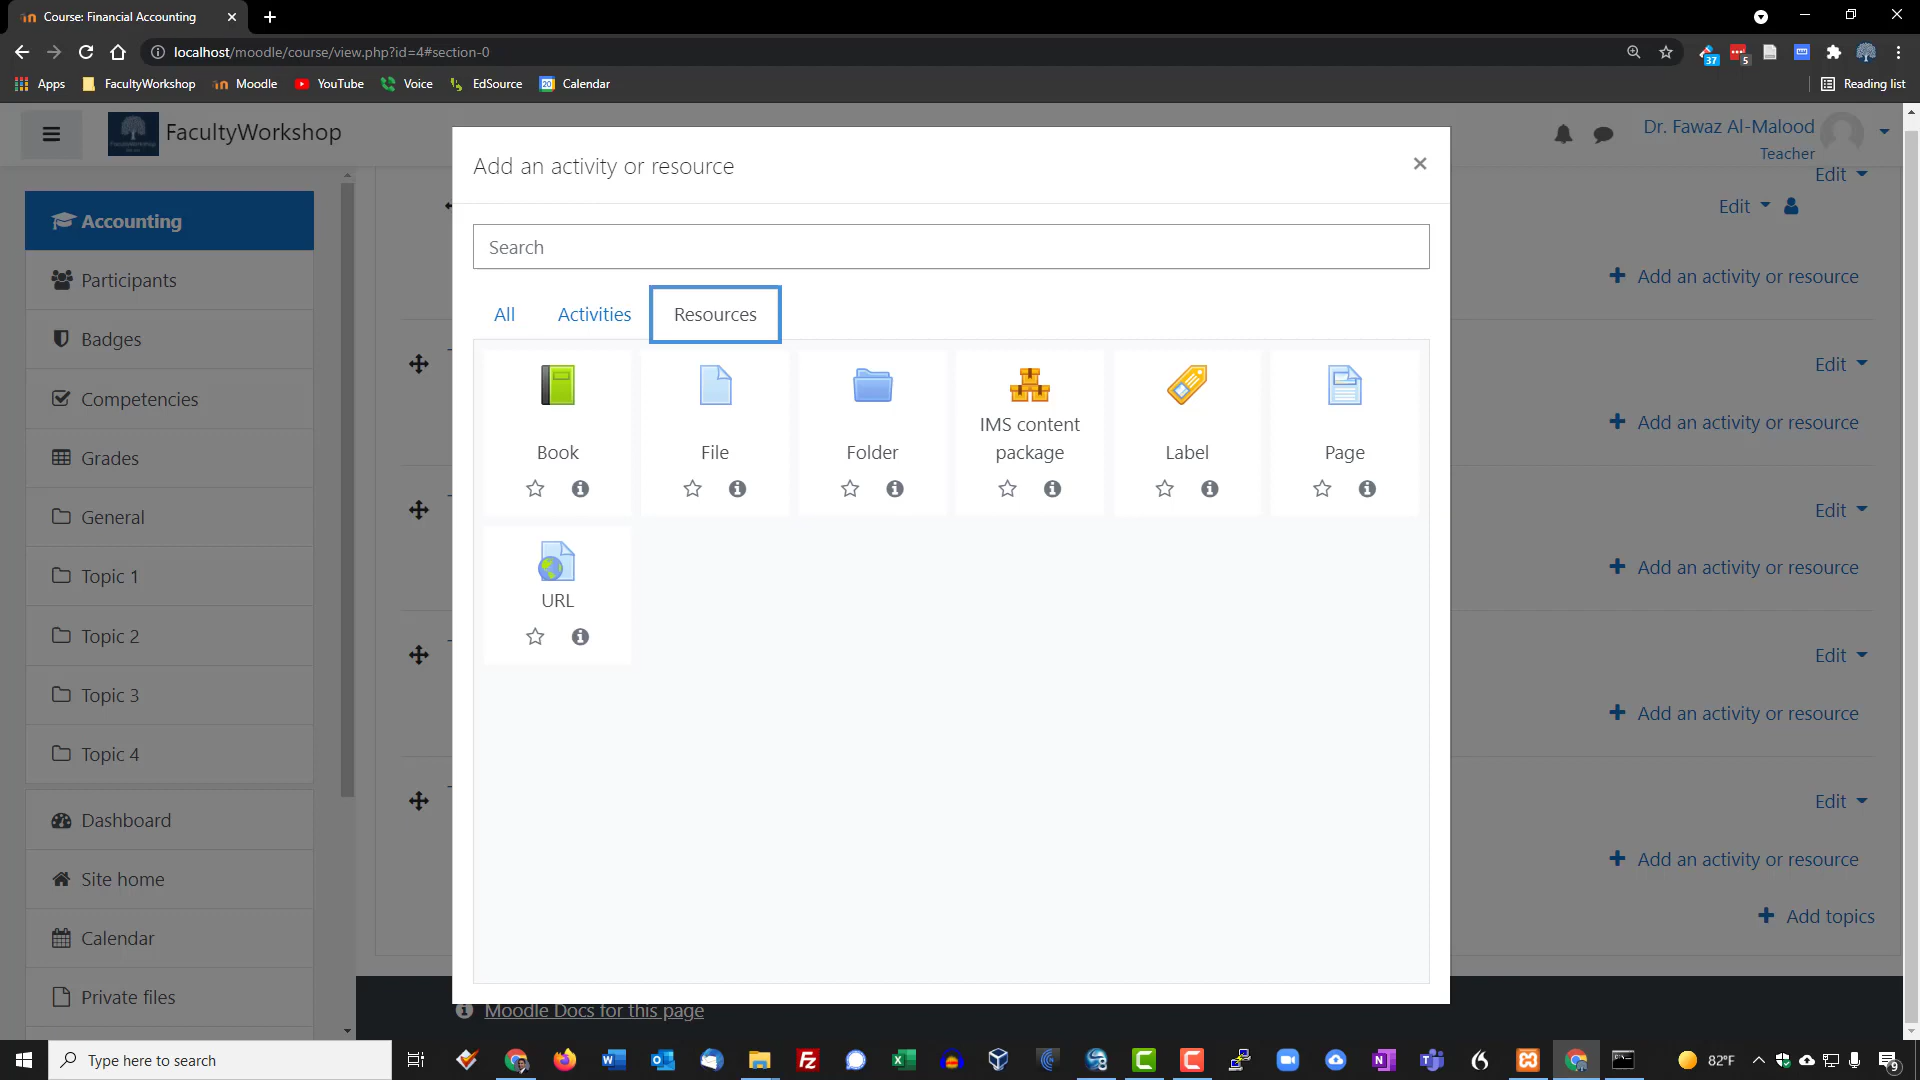 Course: Financial Accounting
localhost/moodle/course/view.php?id=4#section-0
37
5
Apps
FacultyWorkshop
Moodle
YouTube
Voice
EdSource
20
Calendar
Reading list
FacultyWorkshop
Dr. Fawaz Al-Malood
Teacher
Add an activity or resource
Search
All
Activities
Resources
Book
File
Folder
IMS content
package
Label
Page
URL
Accounting
Participants
Badges
Competencies
Grades
General
Topic 1
Topic 2
Topic 3
Topic 4
Dashboard
Site home
Calendar
Private files
Edit
Edit
Add an activity or resource
Edit
Add an activity or resource
Edit
Add an activity or resource
Edit
Add an activity or resource
Edit
Add an activity or resource
Add topics
Moodle Docs for this page
Type here to search
82°F
9